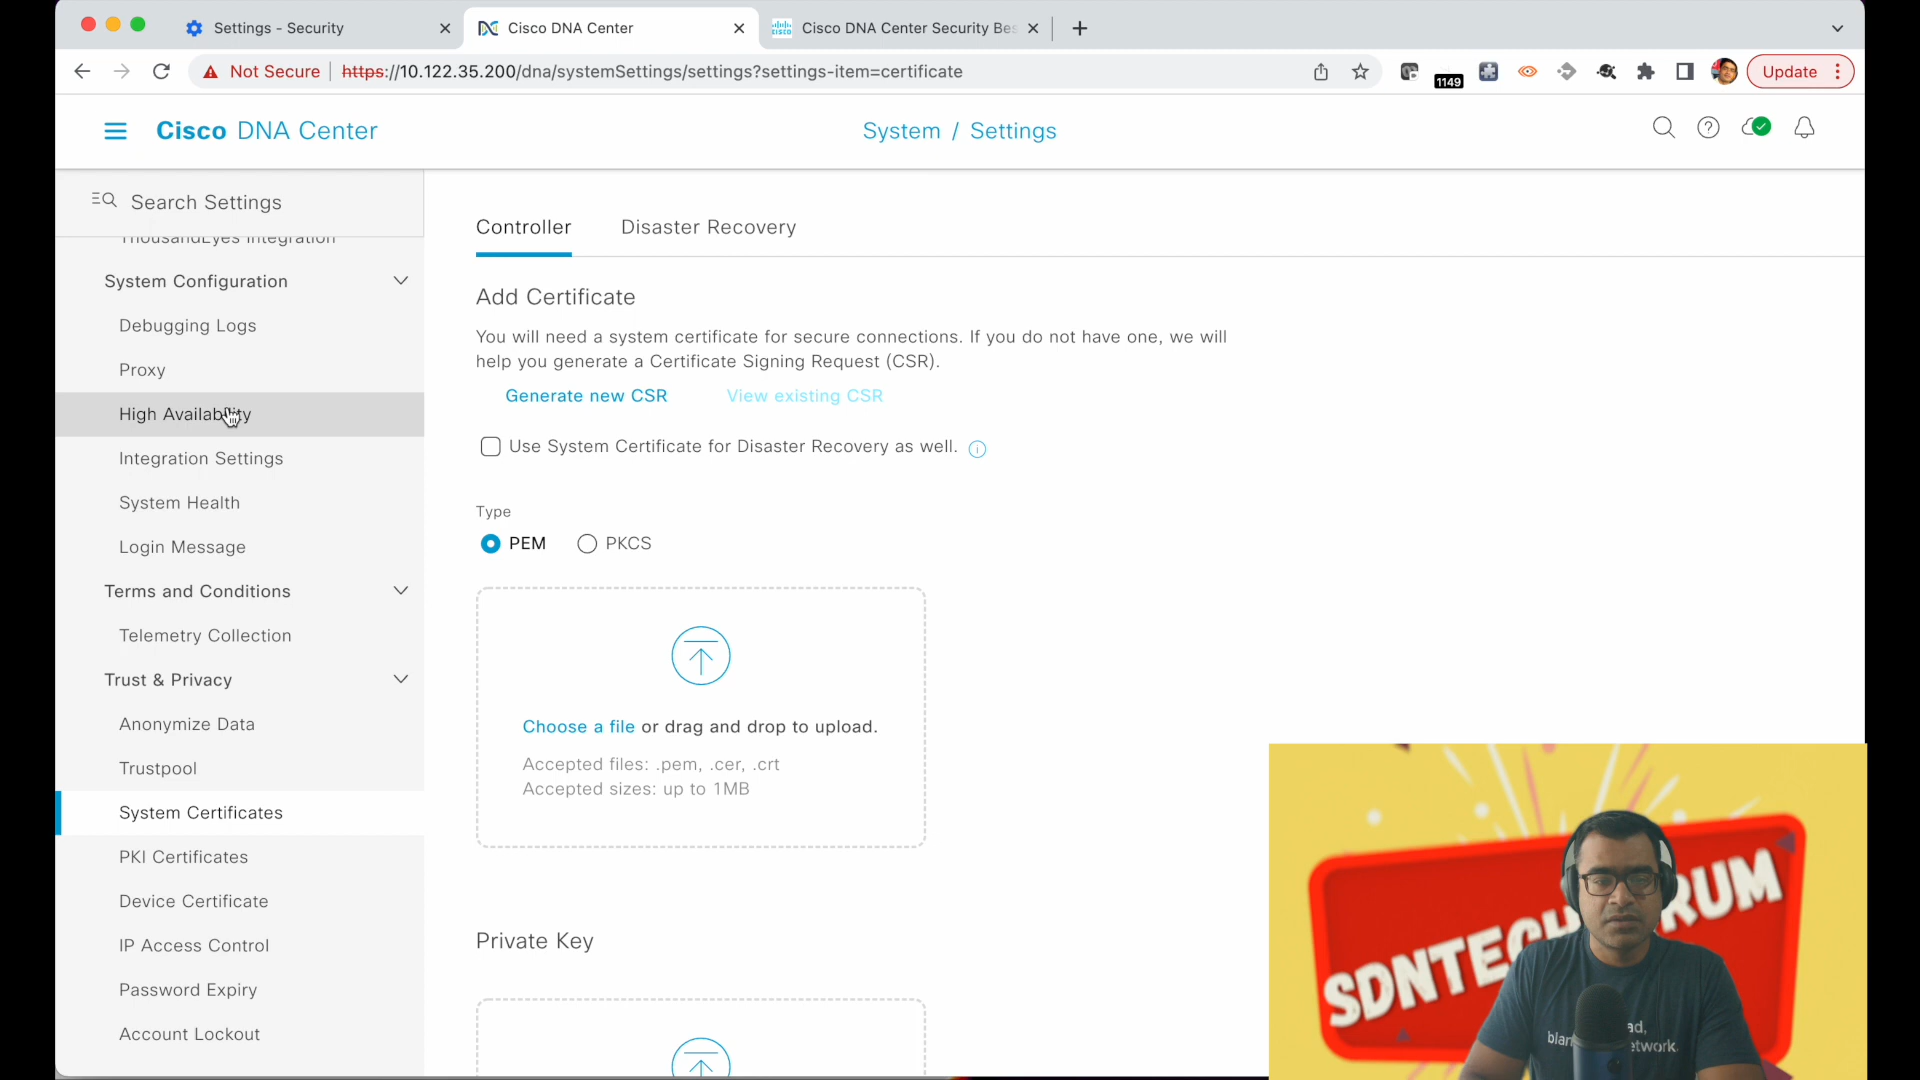 Settings - Security
Cisco DNA Center
Cisco DNA Center Security Bes
Not Secure
https://10.122.35.200/dna/systemSettings/settings?settings-item=certificate
1149
Update
Cisco DNA Center
System / Settings
Search Settings
ThousandEyes Integration
System Configuration
Debugging Logs
Proxy
High Availability
Integration Settings
System Health
Login Message
Terms and Conditions
Telemetry Collection
Trust & Privacy
Anonymize Data
Trustpool
System Certificates
PKI Certificates
Device Certificate
IP Access Control
Password Expiry
Account Lockout
Controller
Disaster Recovery
Add Certificate
You will need a system certificate for secure connections. If you do not have one, we will
help you generate a Certificate Signing Request (CSR).
Generate new CSR
View existing CSR
Use System Certificate for Disaster Recovery as well.
Type
PEM
PKCS
Choose a file or drag and drop to upload.
Accepted files: .pem, .cer, .crt
Accepted sizes: up to 1MB
Private Key